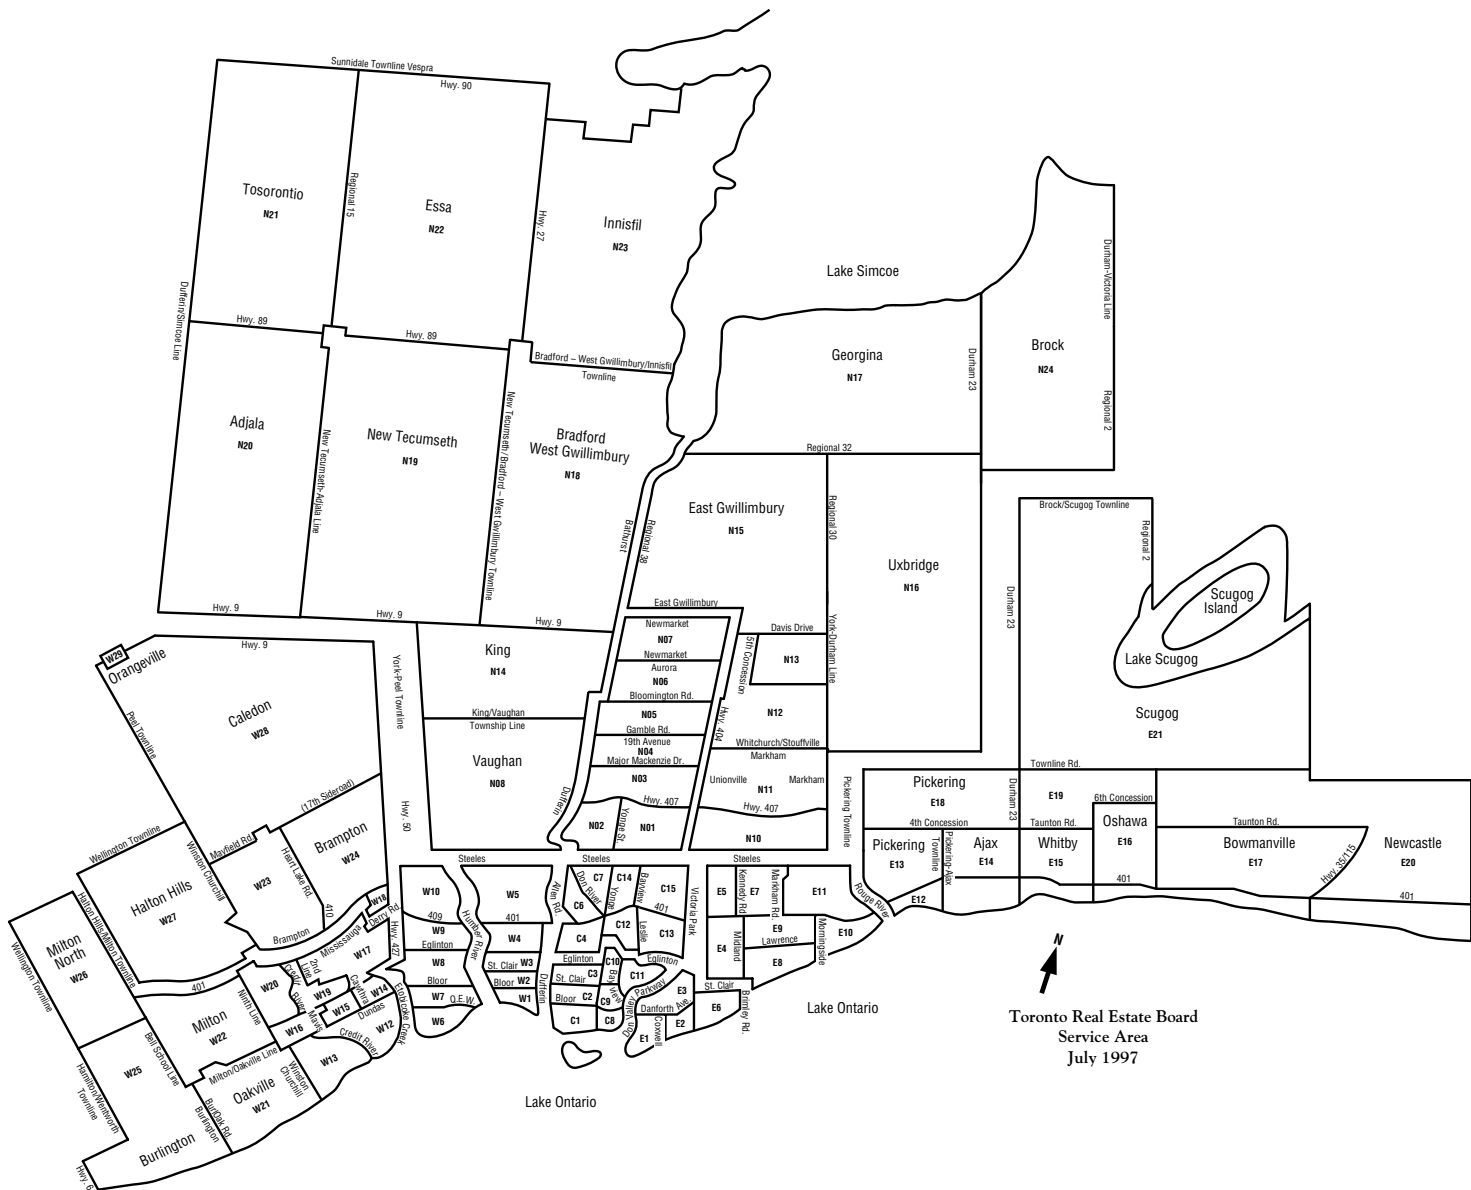 Sunnidale Townline Vespra
Hwy. 90
Tosorontio
N21
Regional 15
Essa
N22
Hwy. 27
Innisfil
N23
Lake Simcoe
Durham-Victoria Line
Dufferin/Simcoe Line
Hwy. 89
Hwy. 89
Bradford – West Gwillimbury/Innisfil
Townline
Georgina
N17
Durham 23
Brock
N24
Regional 2
Adjala
N20
New Tecumseth-Adjala Line
New Tecumseth
N19
New Tecumseth/Bradford – West Gwillimbury Townline
Bradford
West Gwillimbury
N18
Regional 32
Bathurst
Regional 38
East Gwillimbury
N15
Regional 30
Uxbridge
N16
Durham 23
Brock/Scugog Townline
Regional 2
Scugog
Island
Lake Scugog
Scugog
E21
Hwy. 9
Hwy. 9
Hwy. 9
East Gwillimbury
Newmarket
N07
Newmarket
Aurora
N06
Bloomington Rd.
N05
Gamble Rd.
19th Avenue
N04
Major Mackenzie Dr.
N03
Hwy. 407
N02
Yonge St.
N01
Davis Drive
5th Concession
N13
York-Durham Line
N12
Hwy. 404
Whitchurch/Stouffville
Markham
Unionville
Markham
N11
Hwy. 407
N10
Pickering Townline
W29
Orangeville
Hwy. 9
Peel Townline
Caledon
W28
York-Peel Townline
King
N14
King/Vaughan
Township Line
Vaughan
N08
Dufferin
Hwy. 50
(17th Sideroad)
Mayfield Rd.
Wellington Townline
Winston Churchill
Heart Lake Rd.
Brampton
W24
W23
410
Halton Hills
W27
Halton Hills/Milton Townline
Milton
North
W26
Wellington Townline
Brampton
401
W18
Derry Rd.
Hwy. 427
Mississauga
W17
2nd
Line
Credit
River
W20
Ninth Line
W19
Cawthra
W14
W15
Mavis
W16
Dundas
W12
Etobicoke Creek
Credit River
W13
Winston
Churchill
Milton
W22
Milton/Oakville Line
Bell School Line
W25
Hamilton/Wentworth
Townline
Oakville
W21
BurlOak Rd.
Burlington
Burlington
Hwy. 6
Steeles
Steeles
Steeles
W10
409
W9
Eglinton
W8
Bloor
W7
Q.E.W.
W6
Humber River
W5
401
W4
St. Clair
W3
Bloor
W2
W1
Dufferin
Allen Rd.
C7
Don River
C6
Yonge
C14
Bayview
C15
401
C12
Leslie
C13
Victoria Park
C4
Eglinton
C3
St. Clair
C10
Bay
View
C11
Eglinton
Bloor
C2
C9
C1
C8
Don Valley
Parkway
Danforth Ave.
E3
Coxwell
E1
E2
St. Clair
E6
Brimley Rd.
E5
Kennedy Rd
E7
Markham Rd.
E11
Rouge River
E4
Midland
E9
Lawrence
E8
Morningside
E10
Townline Rd.
Pickering
E18
4th Concession
Durham 23
E19
Taunton Rd.
6th Concession
Oshawa
E16
Taunton Rd.
Pickering
E13
Townline
Pickering-Ajax
Ajax
E14
Whitby
E15
401
E12
Bowmanville
E17
Hwy. 35/115
Newcastle
E20
401
N
Lake Ontario
Lake Ontario
Toronto Real Estate Board
Service Area
July 1997